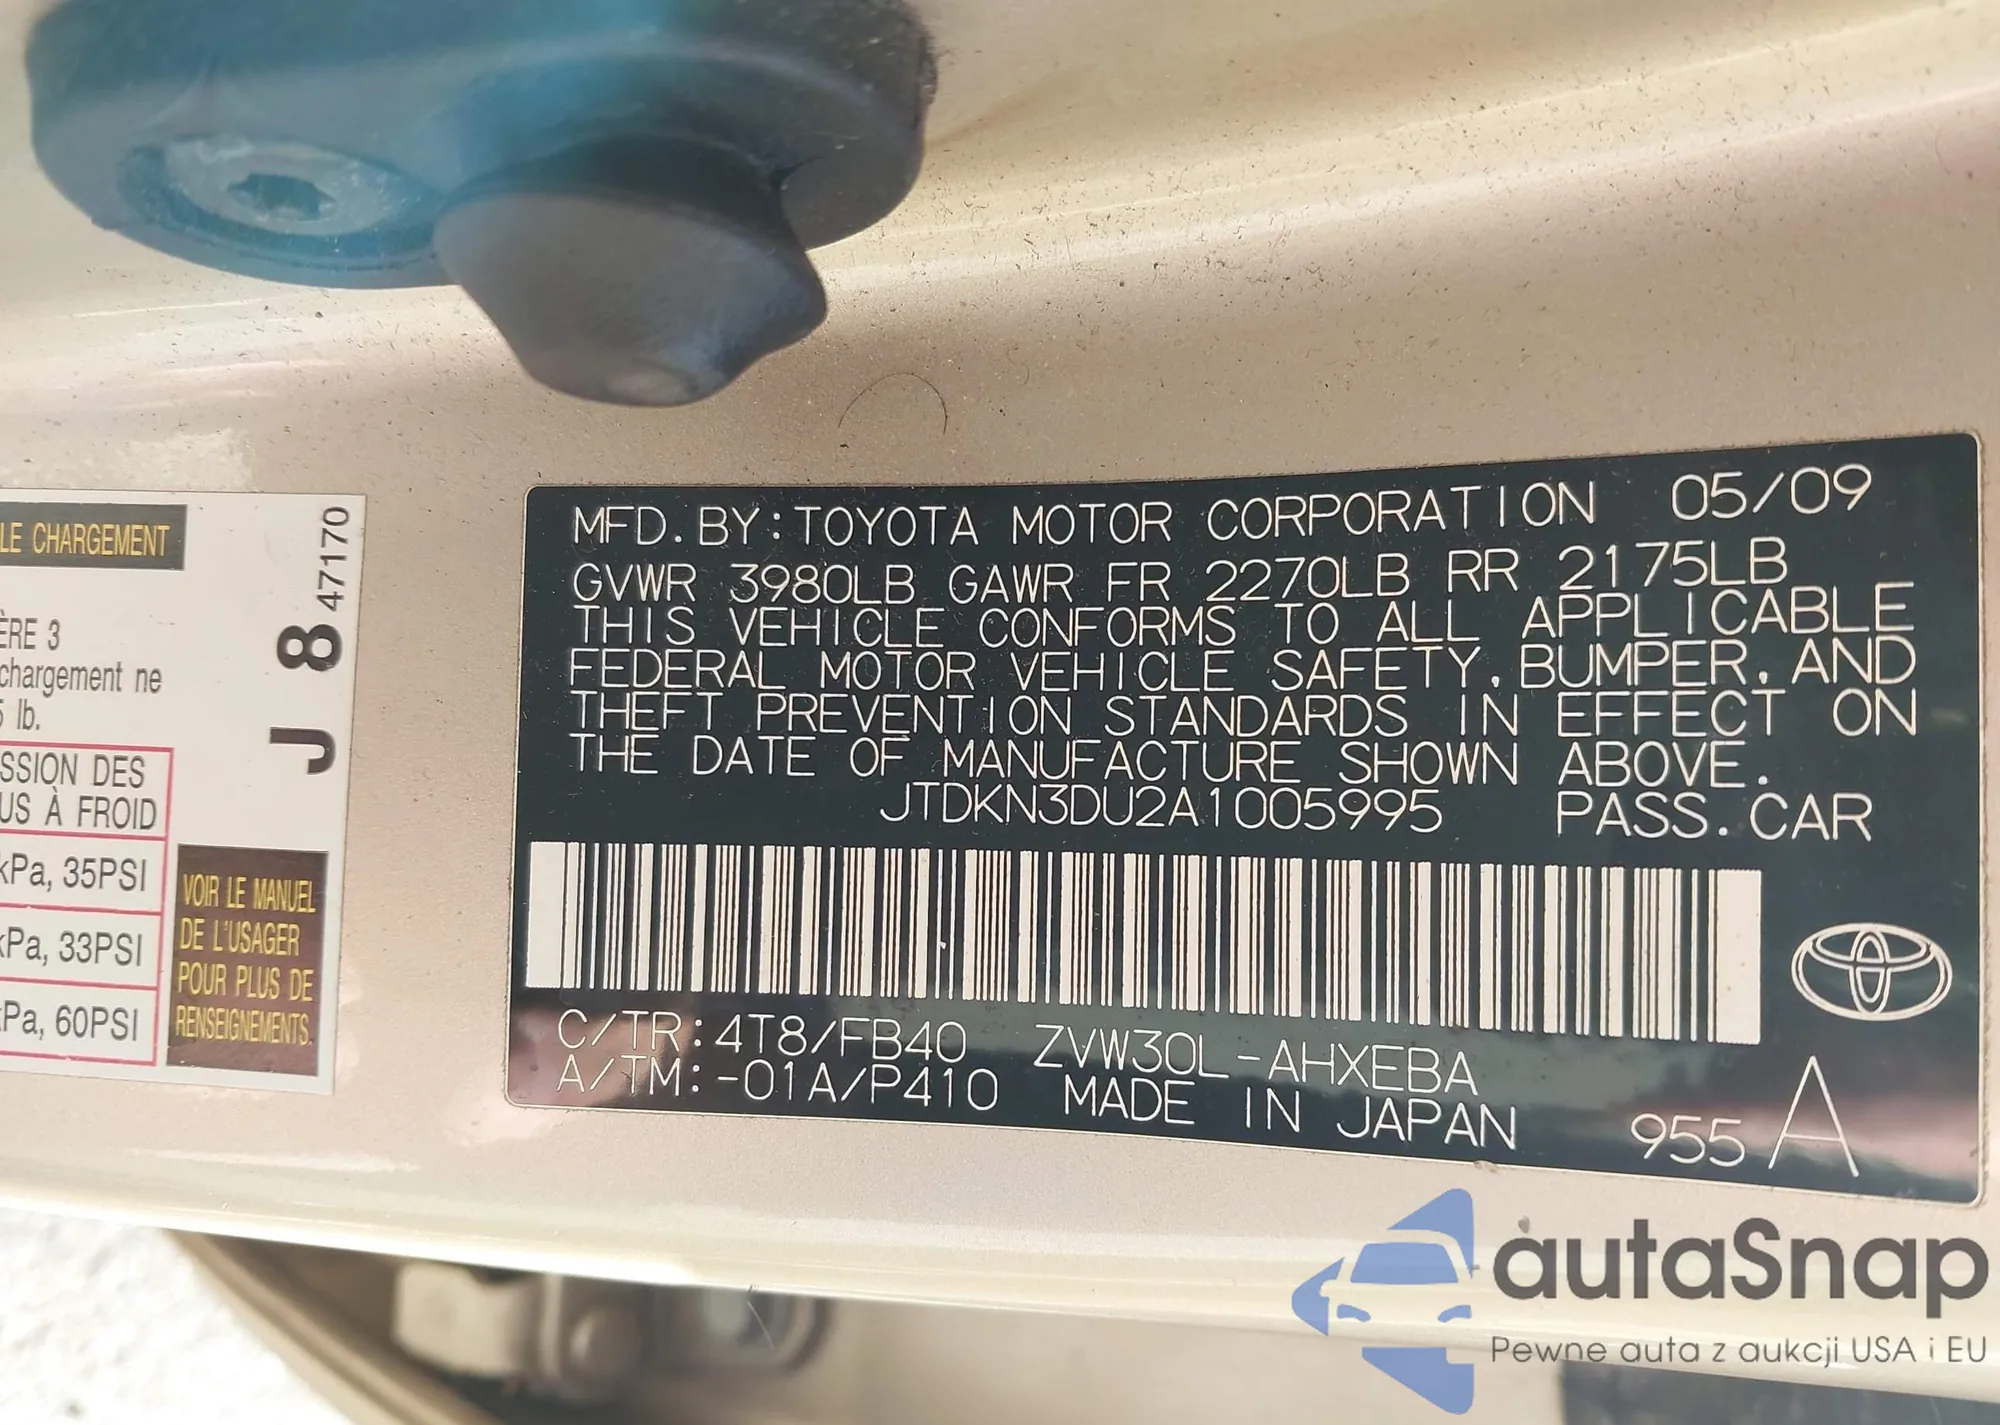 LE CHARGEMENT
ÈRE 3
chargement ne
lb.
SSION DES
US À FROID
kPa, 35PSI
kPa, 33PSI
kPa, 60PSI
J 8 47170
VOIR LE MANUEL
DE L'USAGER
POUR PLUS DE
RENSEIGNEMENTS.
MFD. BY: TOYOTA MOTOR CORPORATION 05/09
GVWR 3980LB GAWR FR 2270LB RR 2175LB
THIS VEHICLE CONFORMS TO ALL APPLICABLE
FEDERAL MOTOR VEHICLE SAFETY, BUMPER, AND
THEFT PREVENTION STANDARDS IN EFFECT ON
THE DATE OF MANUFACTURE SHOWN ABOVE.
JTDKN3DU2A1005995 PASS. CAR
C/TR: 4T8/FB40 ZVW30L-AHXEBA
A/TM: -01A/P410 MADE IN JAPAN
955 A
autaSnap
Pewne auta z aukcji USA i EU